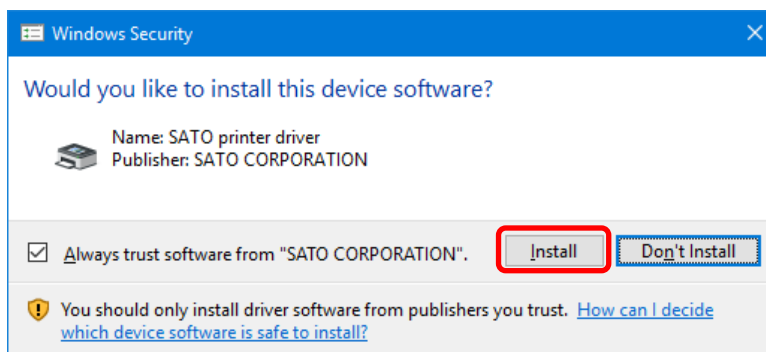 Windows Security
Would you like to install this device software?
Name: SATO printer driver
Publisher: SATO CORPORATION
Always trust software from "SATO CORPORATION".
Install
Don't Install
You should only install driver software from publishers you trust. How can I decide
which device software is safe to install?